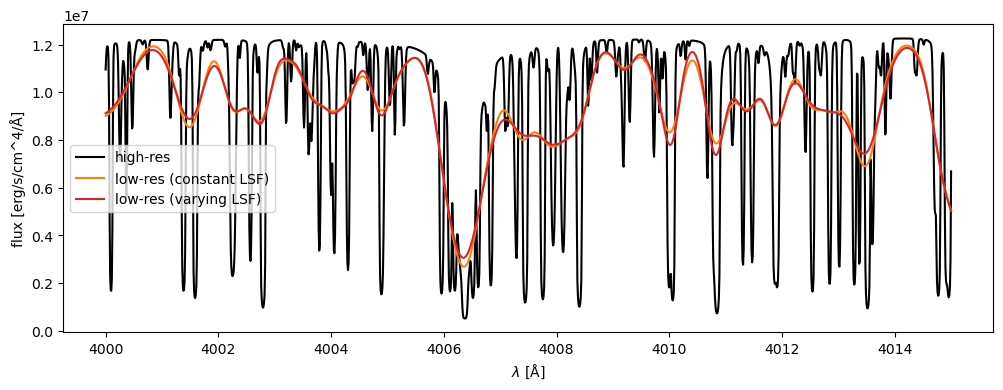 1e7
1.2
1.0
0.8
0.6
0.4
0.2
0.0
flux [erg/s/cm^4/Å]
high-res
low-res (constant LSF)
low-res (varying LSF)
4000 4002 4004 4006 4008 4010 4012 4014
λ [Å]